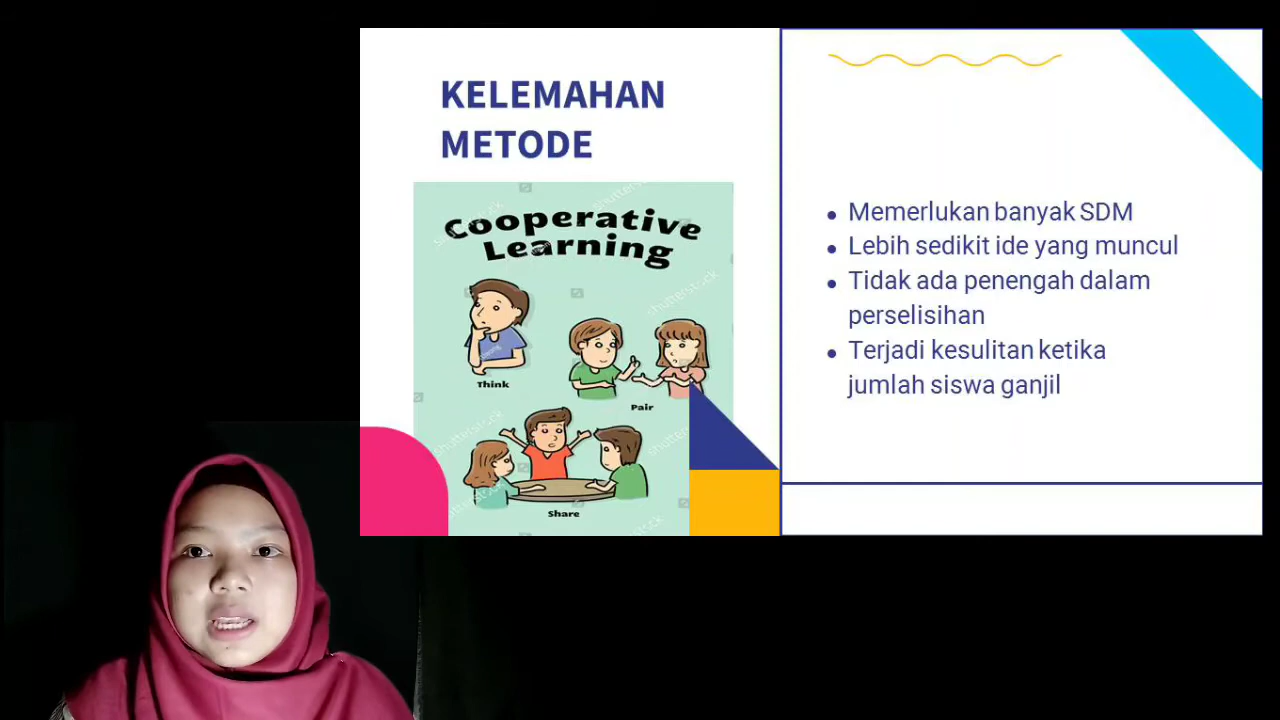 KELEMAHAN
METODE
Cooperative
Learning
Think
Pair
Share
Memerlukan banyak SDM
Lebih sedikit ide yang muncul
Tidak ada penengah dalam
perselisihan
Terjadi kesulitan ketika
jumlah siswa ganjil
shutterstock